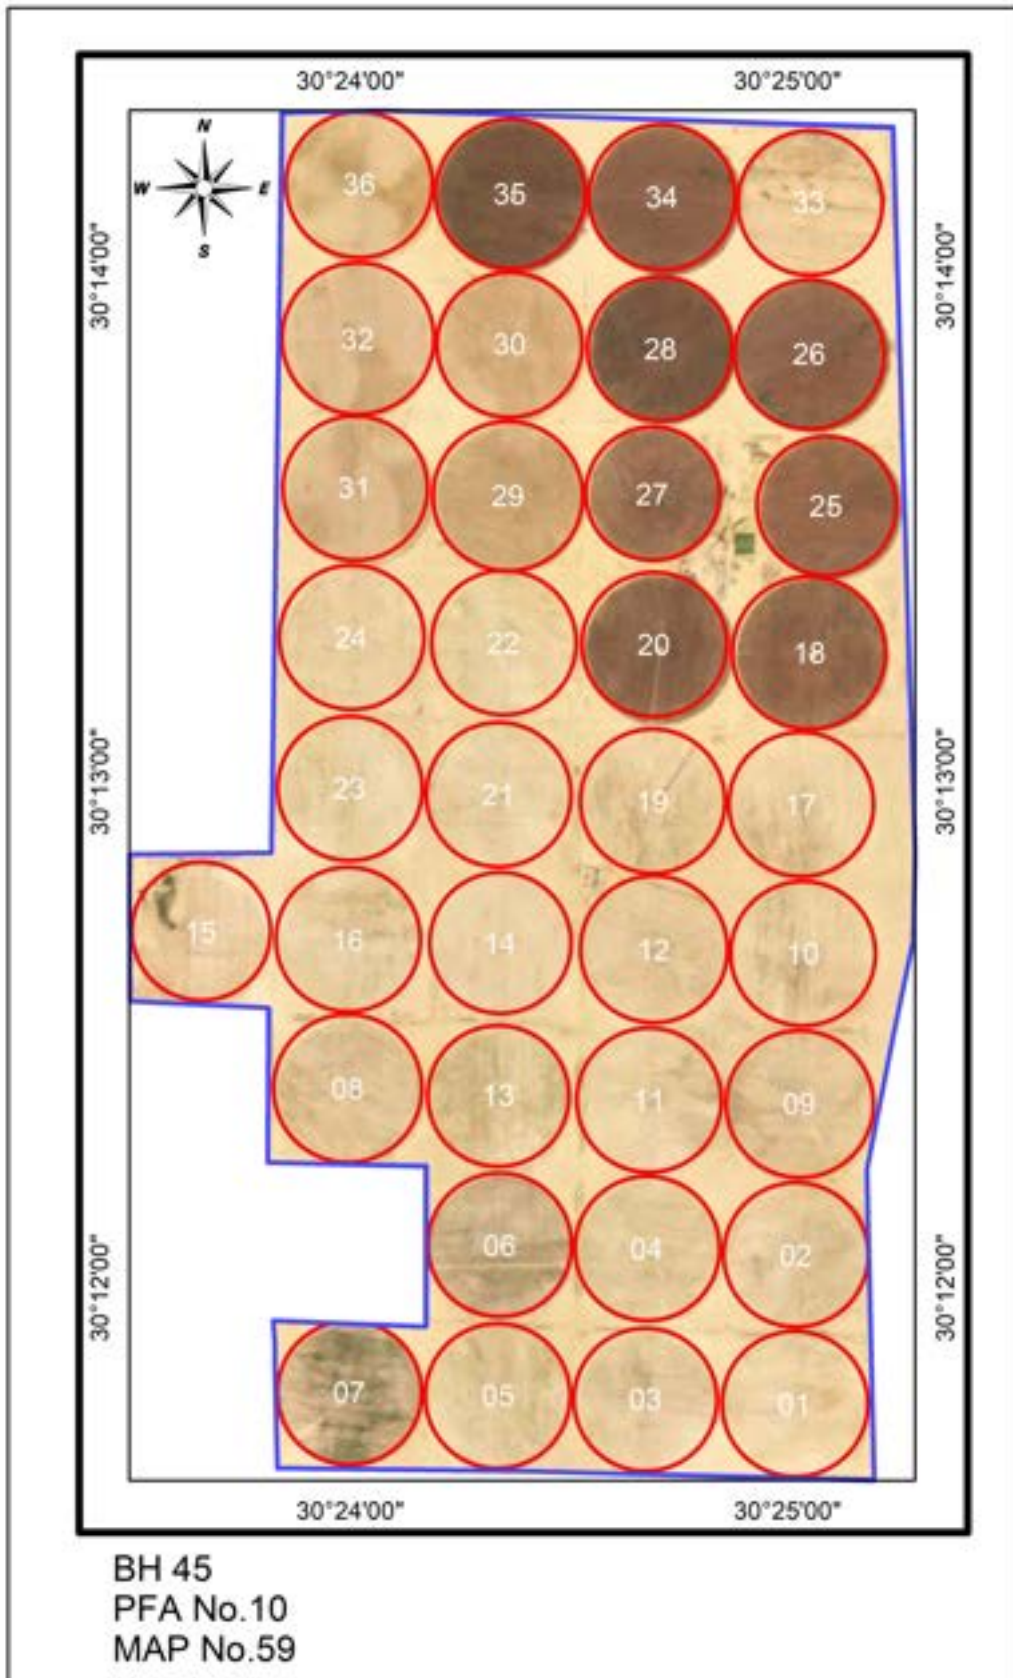 30°24'00" 30°25'00"
N
W E
S
36 35 34 33
30°14'00" 30°14'00"
32 30 28 26
31 29 27 25
24 22 20 18
23 21 19 17
30°13'00" 30°13'00"
15 16 14 12 10
08 13 11 09
06 04 02
30°12'00" 30°12'00"
07 05 03 01
30°24'00" 30°25'00"
BH 45
PFA No.10
MAP No.59